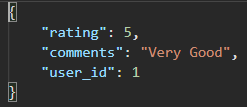 {
    "rating": 5,
    "comments": "Very Good",
    "user_id": 1
}